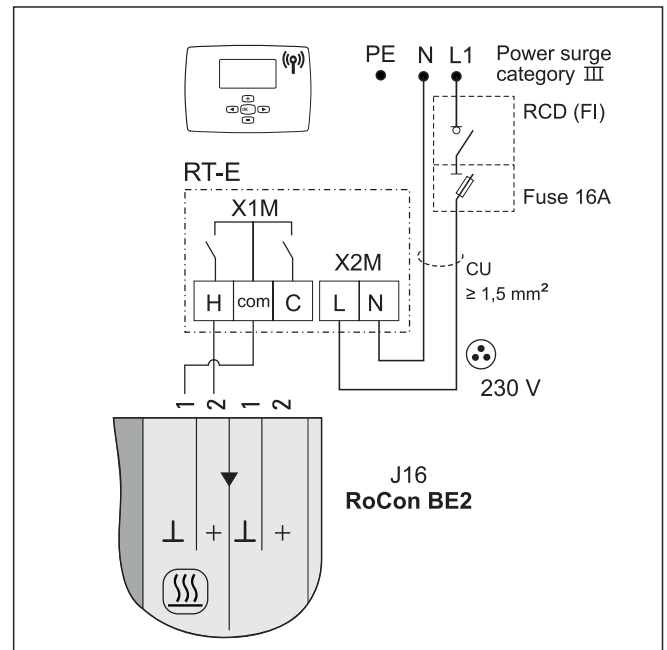 PE N L1 Power surge
category III
RCD (FI)
OK
RT-E
Fuse 16A
X1M
X2M
CU
≥ 1,5 mm²
H com C L N
230 V
1 2 1 2
J16
RoCon BE2
⊥ + ⊥ +